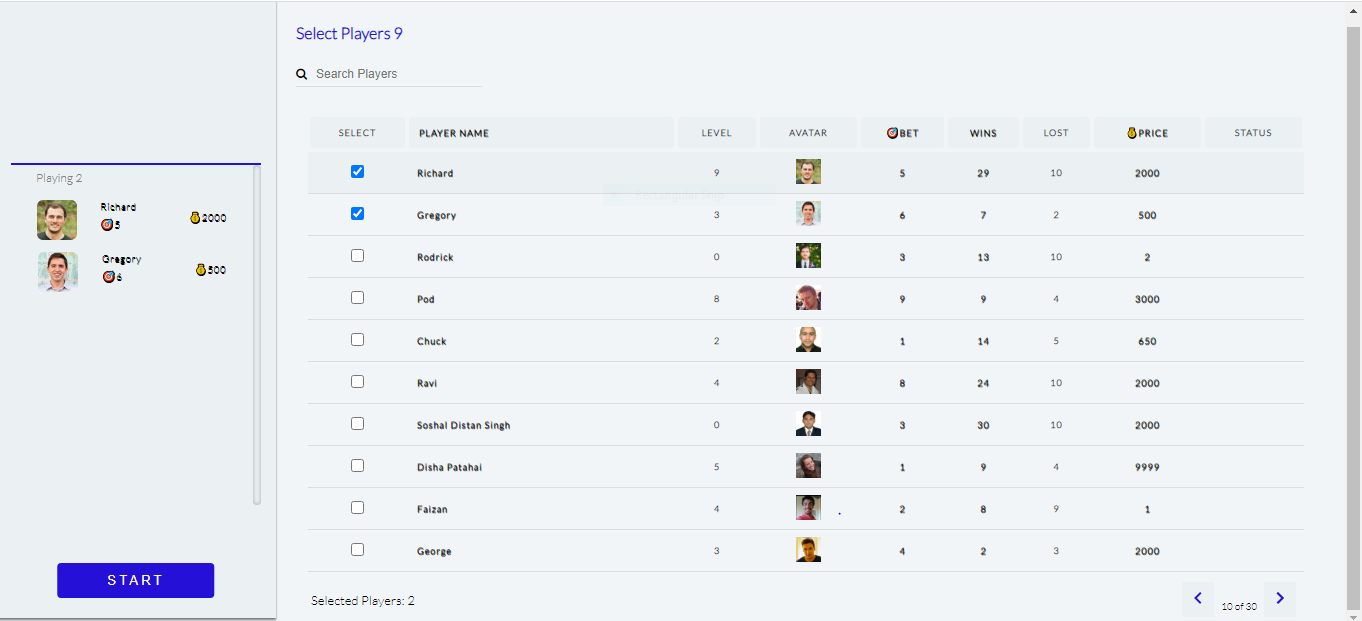 Select Players 9
Search Players
SELECT PLAYER NAME LEVEL AVATAR BET WINS LOST PRICE STATUS
Richard 9 5 29 10 2000
Gregory 3 6 7 2 500
Rodrick 0 3 13 10 2
Pod 8 9 9 4 3000
Chuck 2 1 14 5 650
Ravi 4 8 24 10 2000
Soshal Distan Singh 0 3 30 10 2000
Disha Patahai 5 1 9 4 9999
Faizan 4 . 2 8 9 1
George 3 4 2 3 2000
Selected Players: 2
10 of 30
Playing 2
Richard
5 2000
Gregory
6 500
START